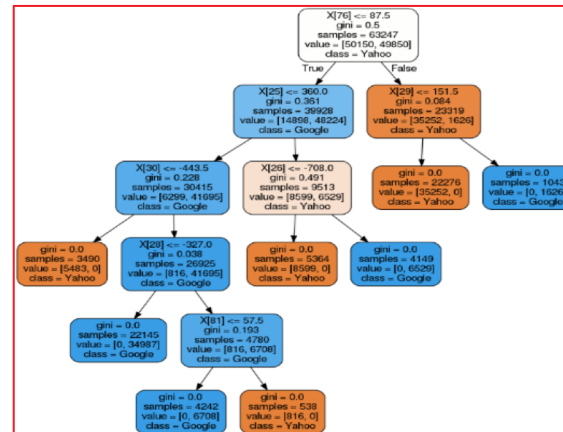 X[76] <= 87.5
gini = 0.5
samples = 63247
value = [50150, 49850]
class = Yahoo
True
False
X[25] <= 360.0
gini = 0.361
samples = 39928
value = [14898, 48224]
class = Google
X[29] <= 151.5
gini = 0.084
samples = 23319
value = [35252, 1626]
class = Yahoo
X[30] <= -443.5
gini = 0.228
samples = 30415
value = [6299, 41695]
class = Google
X[26] <= -708.0
gini = 0.491
samples = 9513
value = [8599, 6529]
class = Yahoo
gini = 0.0
samples = 22276
value = [35252, 0]
class = Yahoo
gini = 0.0
samples = 1043
value = [0, 1626]
class = Google
gini = 0.0
samples = 3490
value = [5483, 0]
class = Yahoo
X[28] <= -327.0
gini = 0.038
samples = 26925
value = [816, 41695]
class = Google
gini = 0.0
samples = 5364
value = [8599, 0]
class = Yahoo
gini = 0.0
samples = 4149
value = [0, 6529]
class = Google
gini = 0.0
samples = 22145
value = [0, 34987]
class = Google
X[81] <= 57.5
gini = 0.193
samples = 4780
value = [816, 6708]
class = Google
gini = 0.0
samples = 4242
value = [0, 6708]
class = Google
gini = 0.0
samples = 538
value = [816, 0]
class = Yahoo